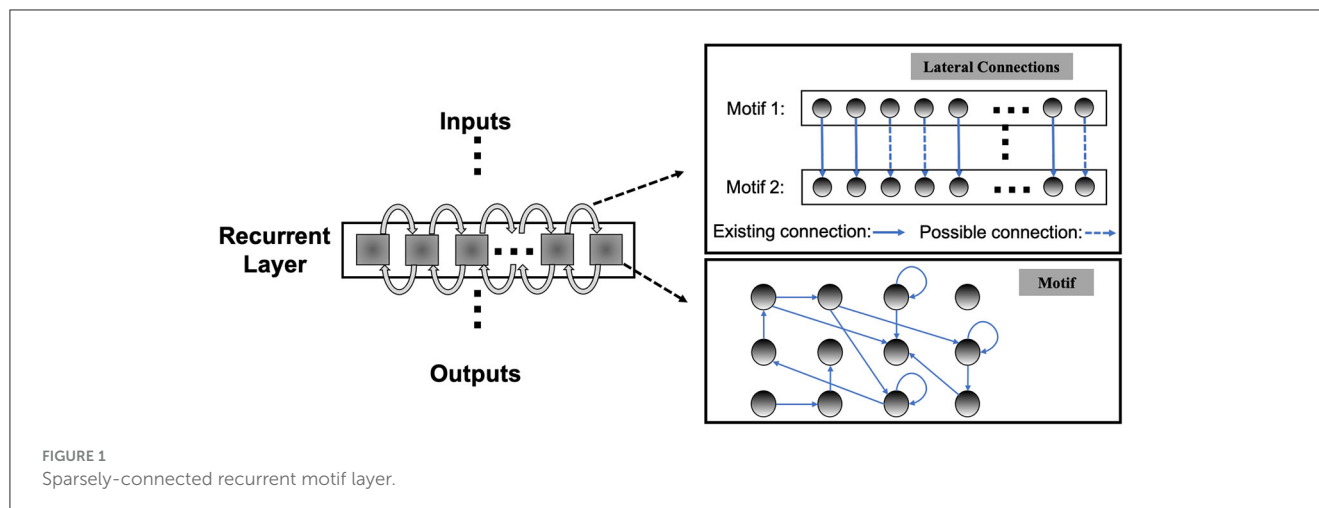 Inputs
Recurrent
Layer
Outputs
Lateral Connections
Motif 1:
Motif 2:
Existing connection:
Possible connection:
Motif
FIGURE 1
Sparsely-connected recurrent motif layer.